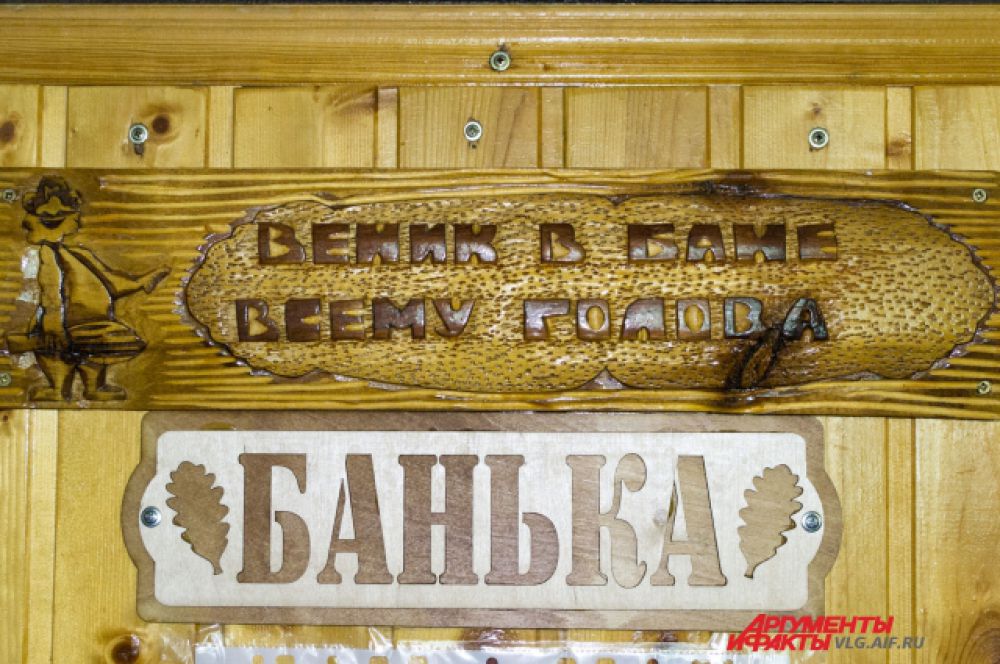 ВЕНИК В БАНЕ
ВСЕМУ ГОЛОВА
БАНЬКА
АРГУМЕНТЫ
И ФАКТЫ VLG.AIF.RU